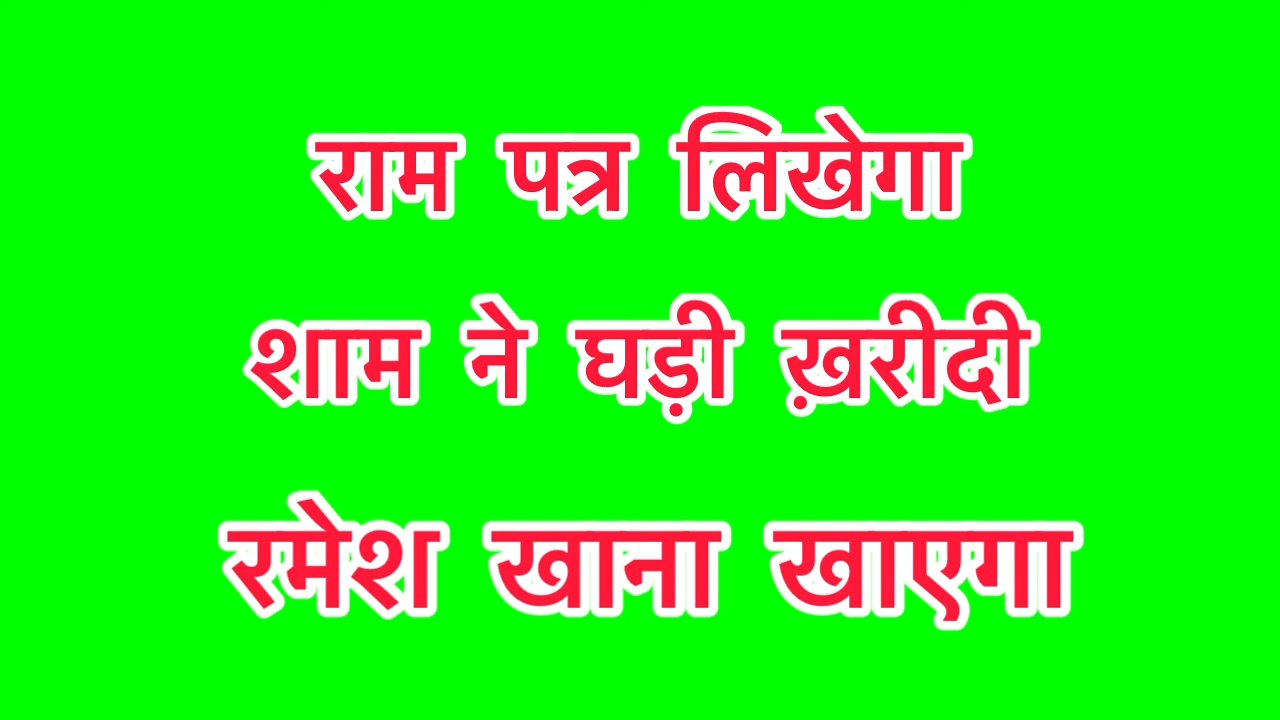 राम पत्र लिखेगा
शाम ने घड़ी ख़रीदी
रमेश खाना खाएगा